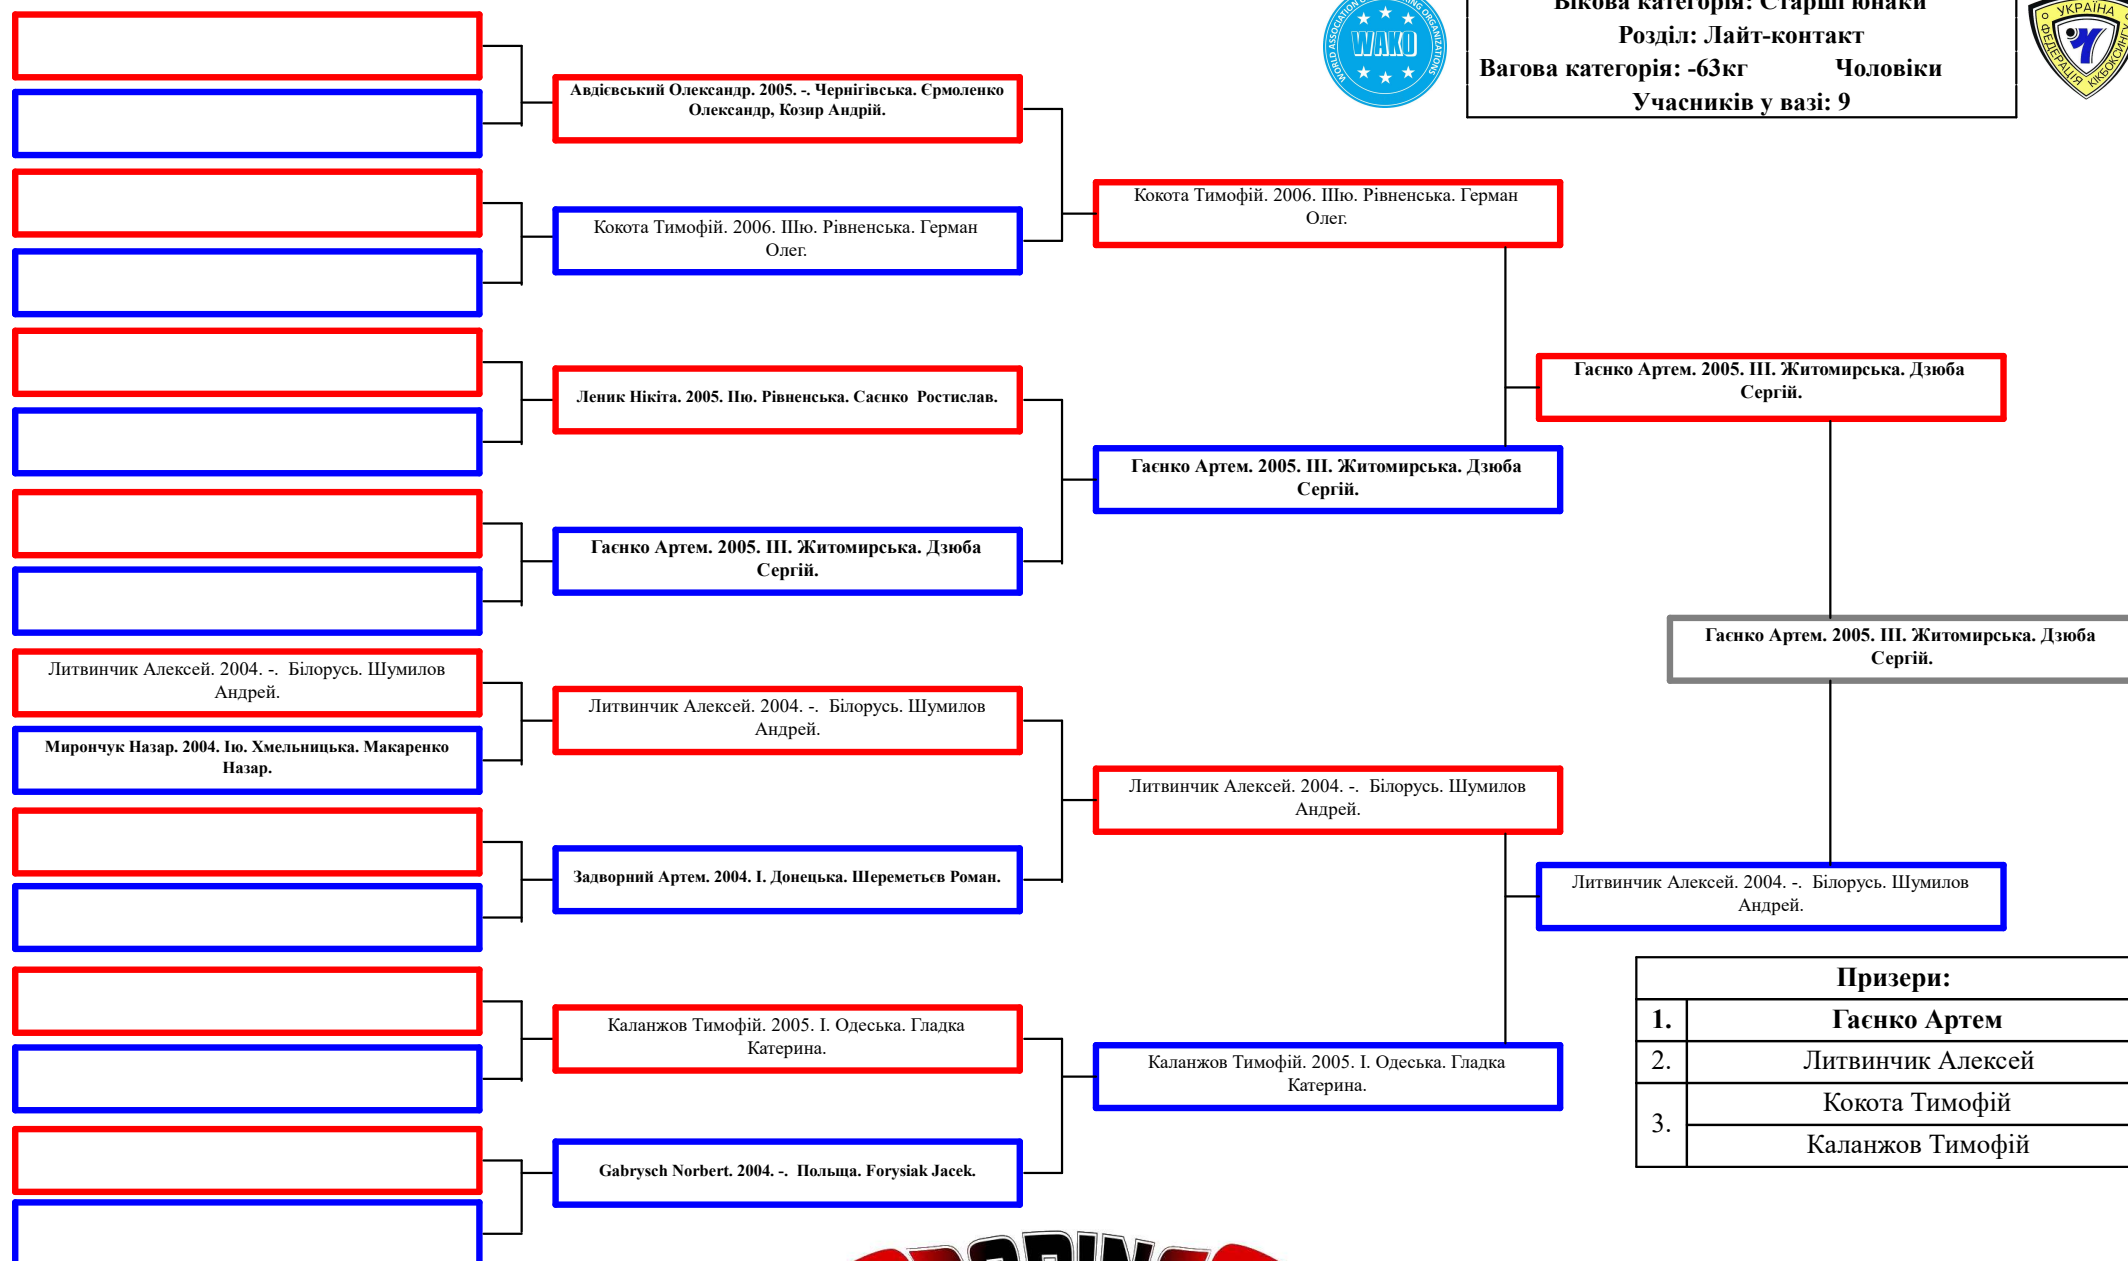 Вікова категорія: Старші юнаки
Розділ: Лайт-контакт
Вагова категорія: -63кг Чоловіки
Учасників у вазі: 9
WORLD ASSOCIATION
ORGANIZATIONS
WAKO
УКРАЇНА
ФЕДЕРАЦІЯ КІКБОКСИНГУ
Авдієвський Олександр. 2005. -. Чернігівська. Єрмоленко
Олександр, Козир Андрій.
Кокота Тимофій. 2006. ІІІю. Рівненська. Герман
Олег.
Леник Нікіта. 2005. ІІю. Рівненська. Саєнко  Ростислав.
Гаєнко Артем. 2005. ІІІ. Житомирська. Дзюба
Сергій.
Литвинчик Алексей. 2004. -.  Білорусь. Шумилов
Андрей.
Мирончук Назар. 2004. Ію. Хмельницька. Макаренко
Назар.
Литвинчик Алексей. 2004. -.  Білорусь. Шумилов
Андрей.
Задворний Артем. 2004. І. Донецька. Шереметьєв Роман.
Каланжов Тимофій. 2005. І. Одеська. Гладка
Катерина.
Gabrysch Norbert. 2004. -.  Польща. Forysiak Jacek.
Кокота Тимофій. 2006. ІІІю. Рівненська. Герман
Олег.
Гаєнко Артем. 2005. ІІІ. Житомирська. Дзюба
Сергій.
Литвинчик Алексей. 2004. -.  Білорусь. Шумилов
Андрей.
Каланжов Тимофій. 2005. І. Одеська. Гладка
Катерина.
Гаєнко Артем. 2005. ІІІ. Житомирська. Дзюба
Сергій.
Литвинчик Алексей. 2004. -.  Білорусь. Шумилов
Андрей.
Гаєнко Артем. 2005. ІІІ. Житомирська. Дзюба
Сергій.
Призери:
1. Гаєнко Артем
2. Литвинчик Алексей
3. Кокота Тимофій
Каланжов Тимофій